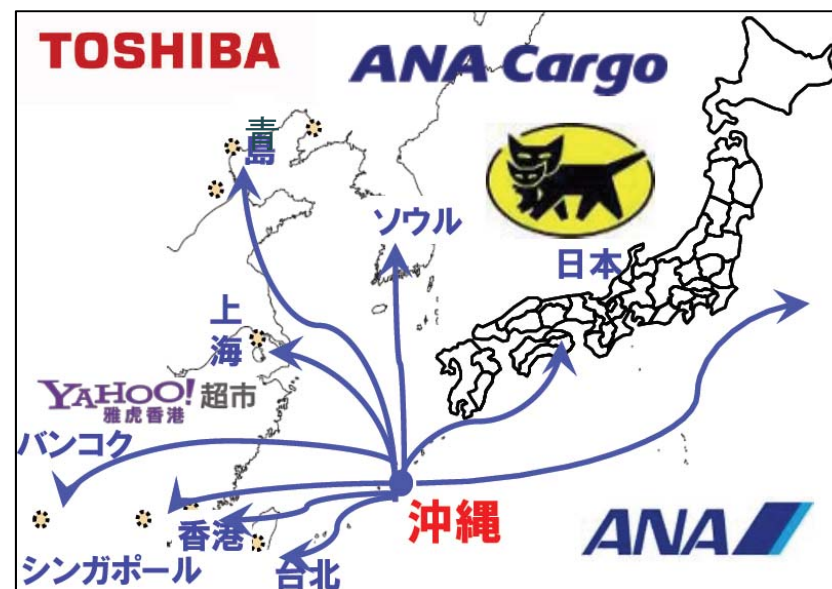 TOSHIBA
ANA Cargo
青
島
ソウル
日本
上
海
YAHOO! 超市
雅虎香港
バンコク
香港
沖縄
ANA
シンガポール
台北